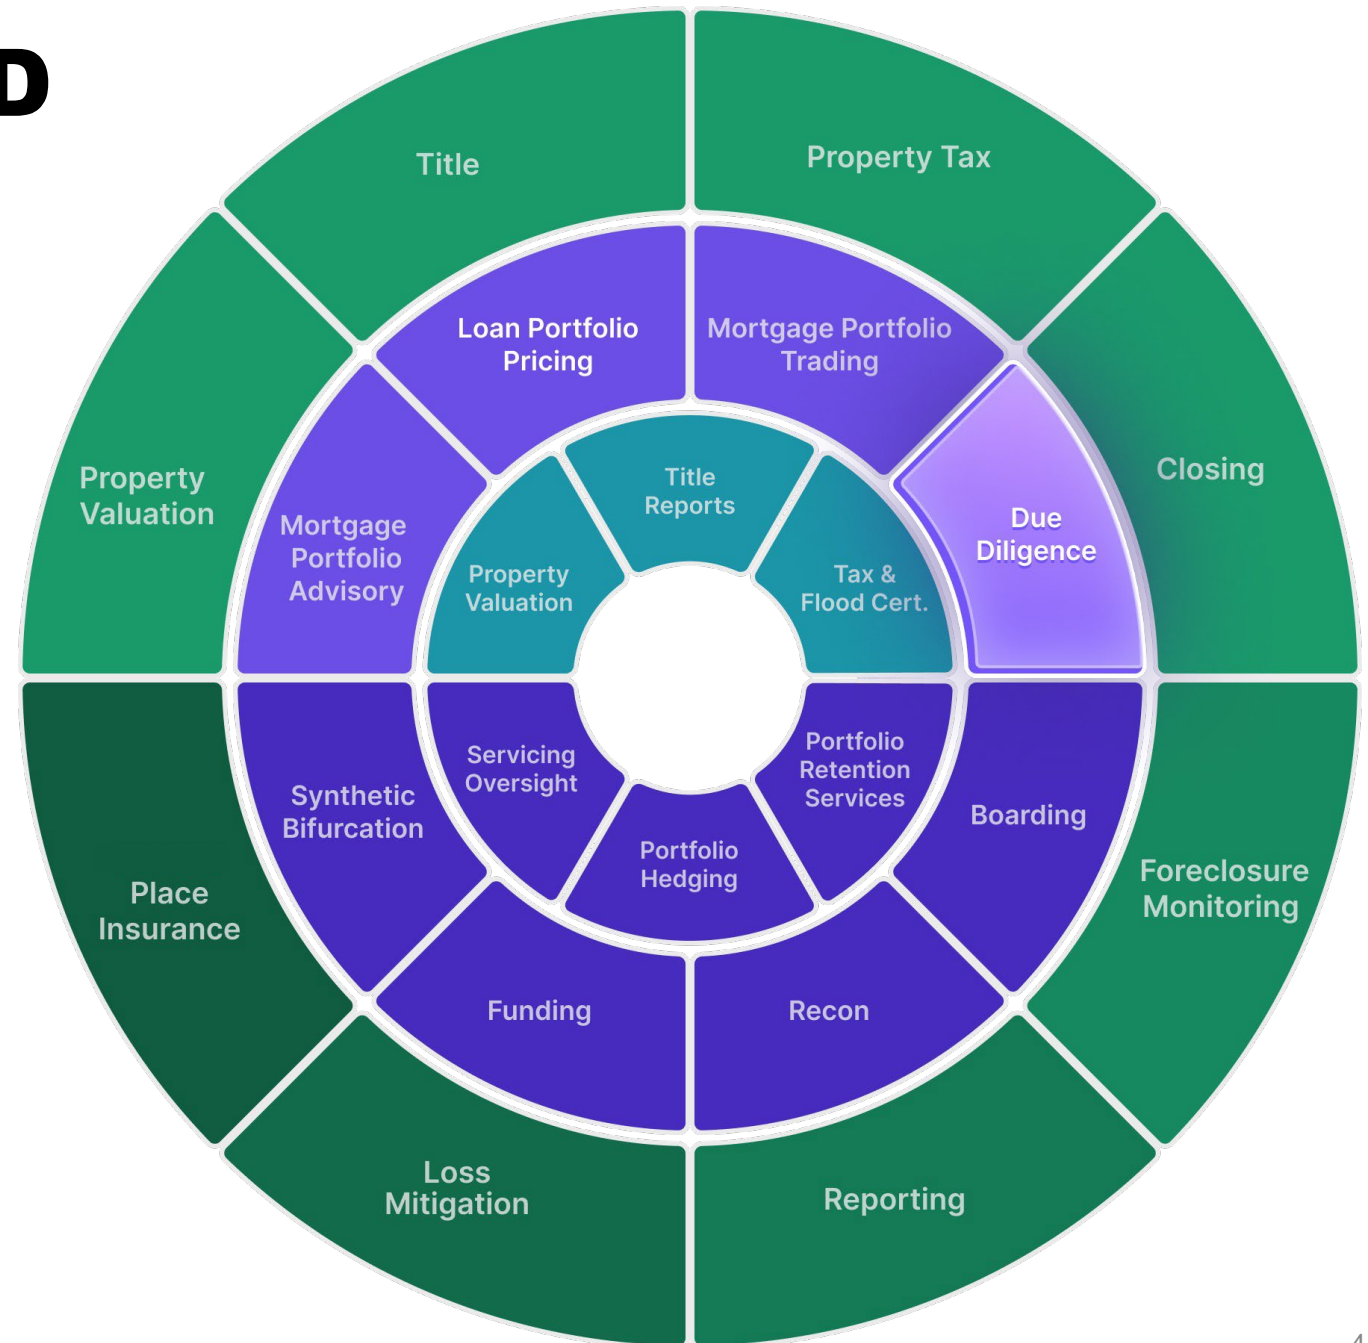 D
Title
Property Tax
Loan Portfolio
Pricing
Mortgage Portfolio
Trading
Property
Valuation
Closing
Title
Reports
Mortgage
Portfolio
Advisory
Due
Diligence
Property
Valuation
Tax &
Flood Cert.
Servicing
Oversight
Portfolio
Retention
Services
Synthetic
Bifurcation
Boarding
Portfolio
Hedging
Place
Insurance
Foreclosure
Monitoring
Funding
Recon
Loss
Mitigation
Reporting